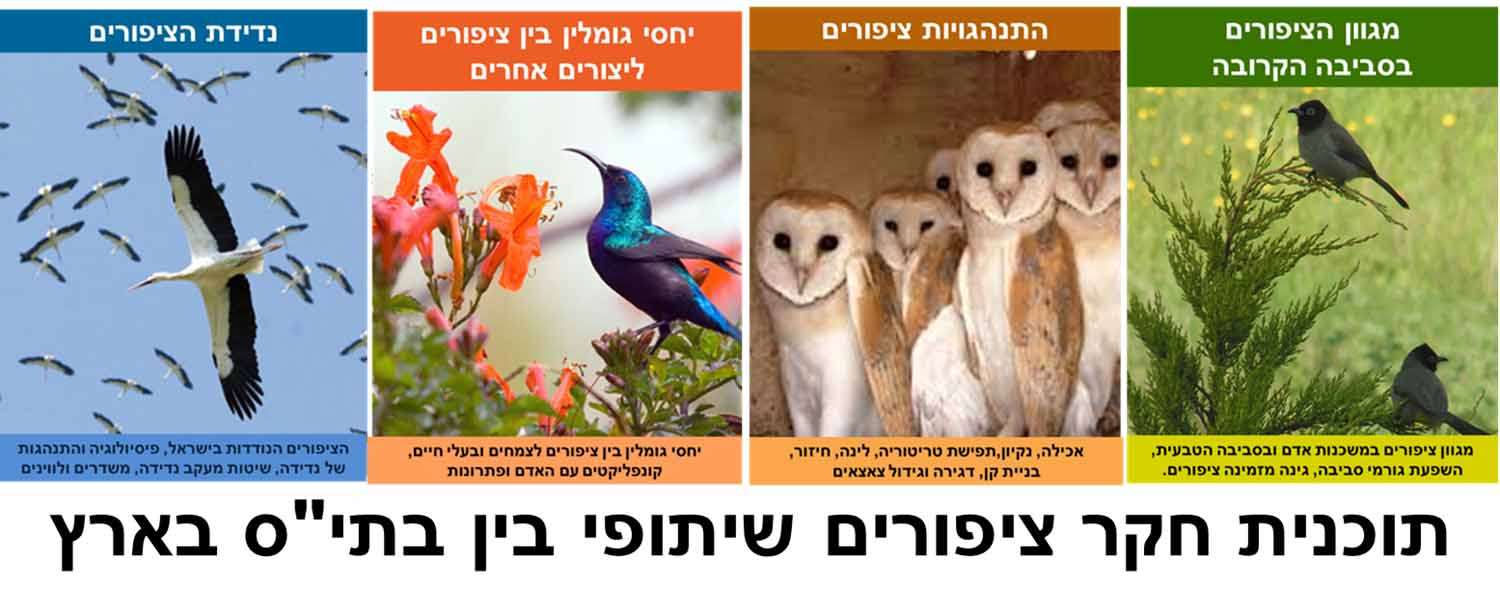 מגוון הציפורים
בסביבה הקרובה
מגוון ציפורים במשכנות אדם ובסביבה הטבעית,
השפעת גורמי סביבה, גינה מזמינה ציפורים.
התנהגויות ציפורים
אכילה, נקיון,תפישת טריטוריה, לינה, חיזור,
בניית קן, דגירה וגידול צאצאים
יחסי גומלין בין ציפורים
ליצורים אחרים
יחסי גומלין בין ציפורים לצמחים ובעלי חיים,
קונפליקטים עם האדם ופתרונות
נדידת הציפורים
הציפורים הנודדות בישראל, פיסיולוגיה והתנהגות
של נדידה, שיטות מעקב נדידה, משדרים ולווינים
תוכנית חקר ציפורים שיתופי בין בתי"ס בארץ